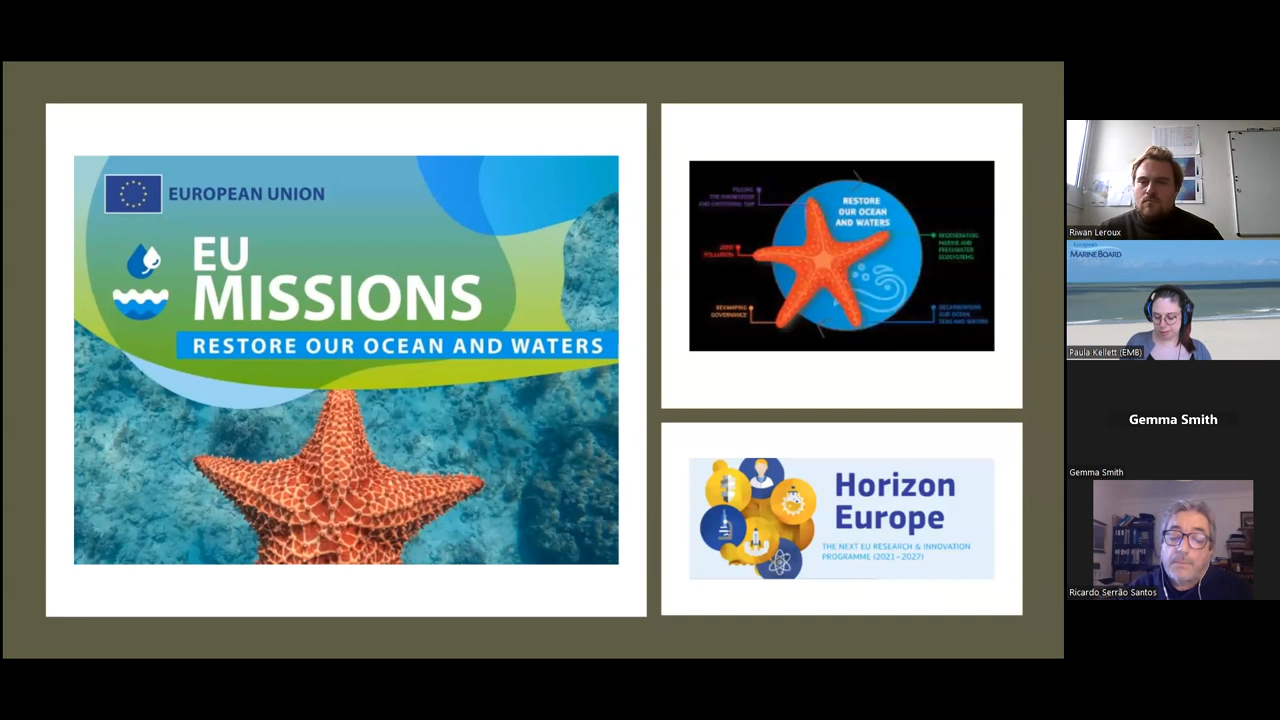 EUROPEAN UNION
EU
MISSIONS
RESTORE OUR OCEAN AND WATERS
RESTORE
OUR OCEAN
AND WATERS
FILLING
THE KNOWLEDGE
AND EMOTIONAL GAP
ZERO
POLLUTION
REVAMPING
GOVERNANCE
REGENERATING
MARINE AND
FRESHWATER
ECOSYSTEMS
DECARBONISING
OUR OCEAN,
SEAS AND WATERS
Horizon
Europe
THE NEXT EU RESEARCH & INNOVATION
PROGRAMME (2021 – 2027)
Riwan Leroux
European
MARINE BOARD
Paula Kellett (EMB)
Gemma Smith
Gemma Smith
Ricardo Serrão Santos